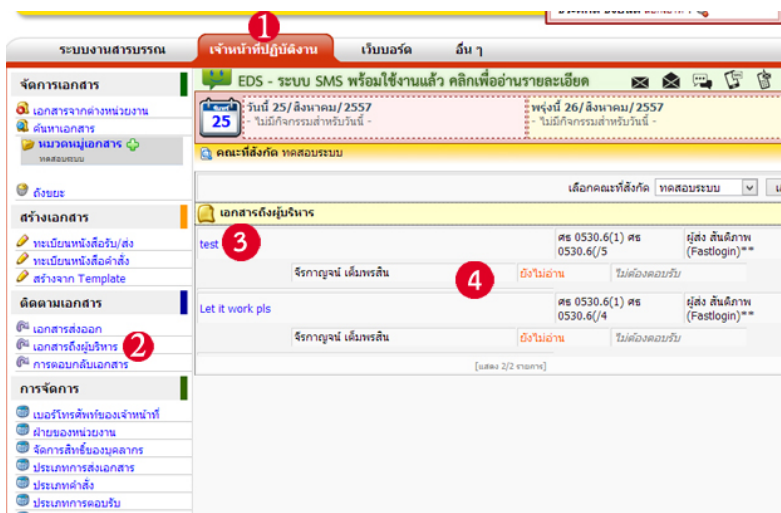 1
ระบบงานสารบรรณ
เจ้าหน้าที่ปฏิบัติงาน
เว็บบอร์ด
อื่น ๆ
จัดการเอกสาร
เอกสารจากต่างหน่วยงาน
ค้นหาเอกสาร
หมวดหมู่เอกสาร
ทดสอบระบบ
ถังขยะ
สร้างเอกสาร
ทะเบียนหนังสือรับ/ส่ง
ทะเบียนหนังสือคำสั่ง
สร้างจาก Template
ติดตามเอกสาร
เอกสารส่งออก
เอกสารถึงผู้บริหาร 2
การตอบกลับเอกสาร
การจัดการ
เบอร์โทรศัพท์ของเจ้าหน้าที่
ฝ่ายของหน่วยงาน
จัดการสิทธิ์ของบุคลากร
ประเภทการส่งเอกสาร
ประเภทคำสั่ง
ประเภทการตอบรับ
EDS - ระบบ SMS พร้อมใช้งานแล้ว คลิกเพื่ออ่านรายละเอียด
25
วันนี้ 25/สิงหาคม/2557
- ไม่มีกิจกรรมสำหรับวันนี้ -
พรุ่งนี้ 26/สิงหาคม/2557
- ไม่มีกิจกรรมสำหรับวันนี้ -
คณะที่สังกัด ทดสอบระบบ
เลือกคณะที่สังกัด ทดสอบระบบ
เอกสารถึงผู้บริหาร
test 3
ศธ 0530.6(1) ศธ
0530.6(/5
ผู้ส่ง สันติภาพ
(Fastlogin)**
จิรกาญจน์ เต็มพรสิน 4 ยังไม่อ่าน ไม่ต้องตอบรับ
Let it work pls
ศธ 0530.6(1) ศธ
0530.6(/4
ผู้ส่ง สันติภาพ
(Fastlogin)**
จิรกาญจน์ เต็มพรสิน ยังไม่อ่าน ไม่ต้องตอบรับ
[แสดง 2/2 รายการ]